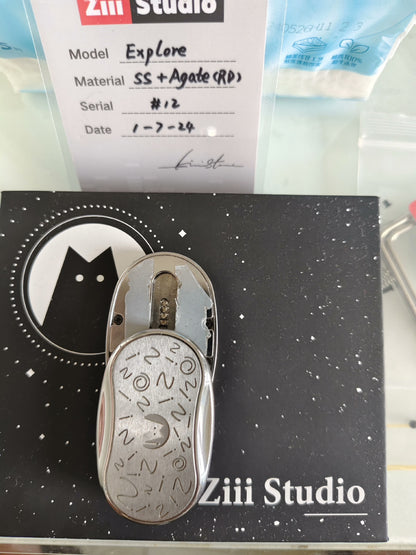 Ziii Studio
Model Explore
Material SS + Agate(RD)
Serial #12
Date 1-7-24
Ziii Studio